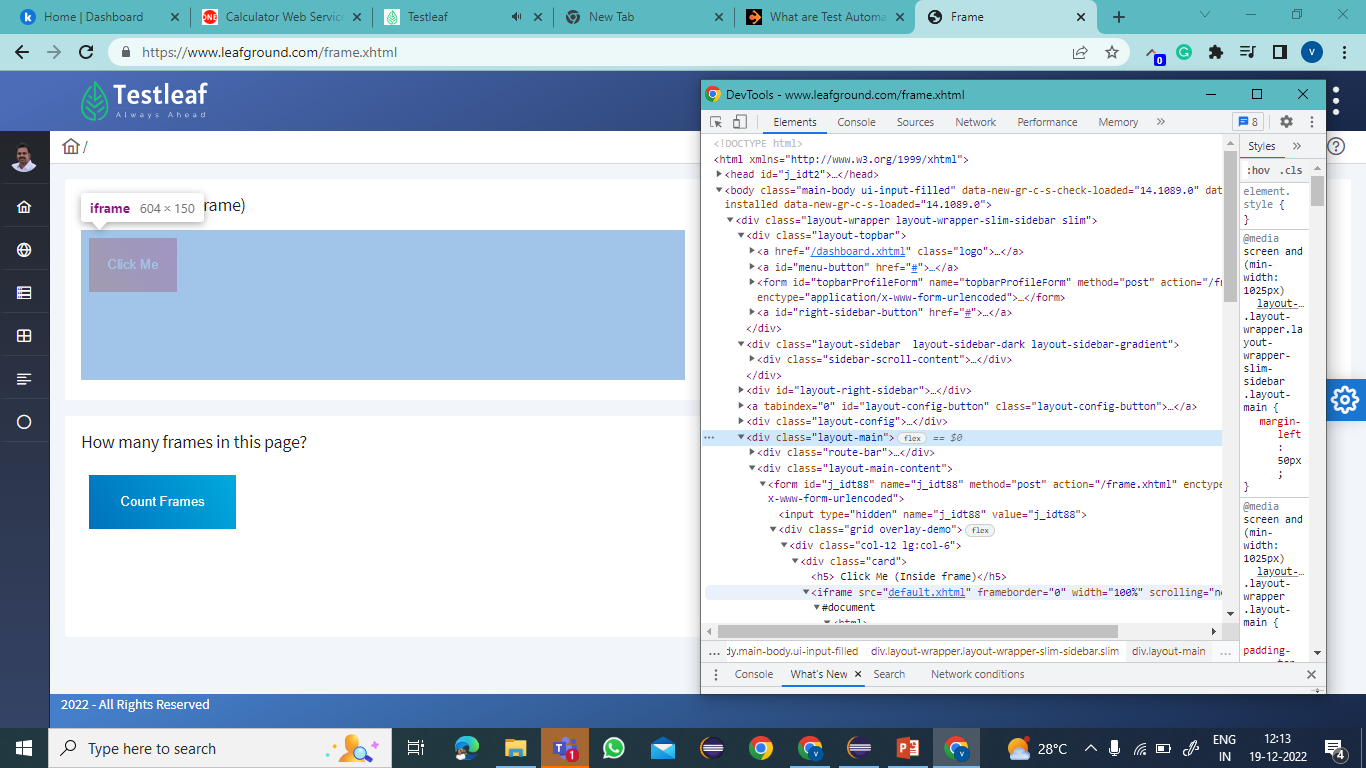 Home | Dashboard
Calculator Web Servic
Testleaf
New Tab
What are Test Automa
Frame
https://www.leafground.com/frame.xhtml
0
V
Testleaf
Always Ahead
/
iframe 604 × 150
rame)
Click Me
How many frames in this page?
Count Frames
2022 - All Rights Reserved
DevTools - www.leafground.com/frame.xhtml
Elements Console Sources Network Performance Memory » 8
<!DOCTYPE html>
<html xmlns="http://www.w3.org/1999/xhtml">
<head id="j_idt2">…</head>
<body class="main-body ui-input-filled" data-new-gr-c-s-check-loaded="14.1089.0" dat
installed data-new-gr-c-s-loaded="14.1089.0">
<div class="layout-wrapper layout-wrapper-slim-sidebar slim">
<div class="layout-topbar">
<a href="/dashboard.xhtml" class="logo">…</a>
<a id="menu-button" href="#">…</a>
<form id="topbarProfileForm" name="topbarProfileForm" method="post" action="/fr
enctype="application/x-www-form-urlencoded">…</form>
<a id="right-sidebar-button" href="#">…</a>
</div>
<div class="layout-sidebar  layout-sidebar-dark layout-sidebar-gradient">
<div class="sidebar-scroll-content">…</div>
</div>
<div id="layout-right-sidebar">…</div>
<a tabindex="0" id="layout-config-button" class="layout-config-button">…</a>
<div class="layout-config">…</div>
… <div class="layout-main"> flex == $0
<div class="route-bar">…</div>
<div class="layout-main-content">
<form id="j_idt88" name="j_idt88" method="post" action="/frame.xhtml" enctype
x-www-form-urlencoded">
<input type="hidden" name="j_idt88" value="j_idt88">
<div class="grid overlay-demo"> flex
<div class="col-12 lg:col-6">
<div class="card">
<h5> Click Me (Inside frame)</h5>
<iframe src="default.xhtml" frameborder="0" width="100%" scrolling="no
#document
<html>
Styles »
:hov .cls
element.
style {
}
@media
screen and
(min-
width:
1025px)
layout-…
.layout-
wrapper.la
yout-
wrapper-
slim-
sidebar
.layout-
main {
margin-
left
:
50px
;
}
@media
screen and
(min-
width:
1025px)
layout-…
.layout-
wrapper
.layout-
main {
padding-
... dy.main-body.ui-input-filled div.layout-wrapper.layout-wrapper-slim-sidebar.slim div.layout-main ...
Console What's New × Search Network conditions
Type here to search
1
28°C
ENG
IN
12:13
19-12-2022
4